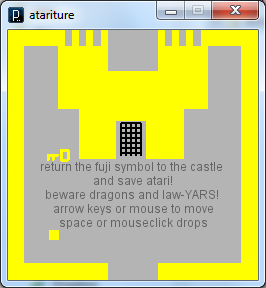 atariture
return the fuji symbol to the castle
and save atari!
beware dragons and law-YARS!
arrow keys or mouse to move
space or mouseclick drops